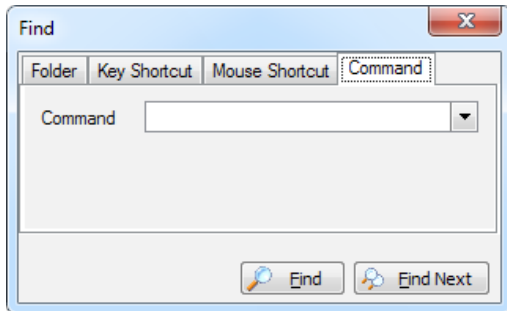 Find
Folder Key Shortcut Mouse Shortcut Command
Command
Find Find Next